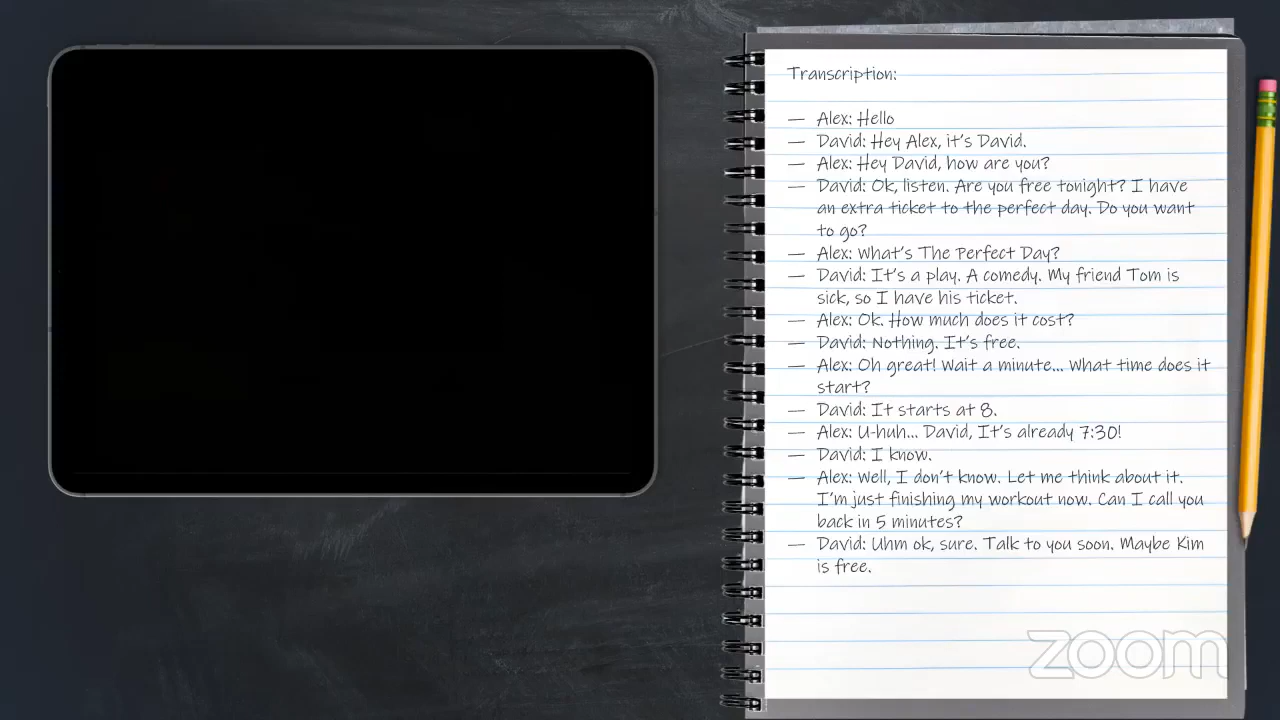 Transcription:
— Alex: Hello
— David: Hey Alex, it's David.
— Alex: Hey David, how are you?
— David: Ok, listen. Are you free tonight? I have
an extra ticket to the perfect day. Do you want
to go?
— Alex: What's The Perfect Day?
— David: It's a play. A comedy. My friend Tom is
sick, so I have his ticket.
— Alex: Ok. How much does it cost?
— David: Nothing. It's free.
— Alex: Oh great! Wait a minute... What time does it
start?
— David: It starts at 8.
— Alex: U-huh... David, It's already 7:30!
— David: I know.
— Alex: Well, I don't know. Let me think about it.
I'm just finishing my workout now. Can I call you
back in 5 minutes?
— David: Uhm ok, sure. Talk to you soon. Maybe Kim
is free.
zoom